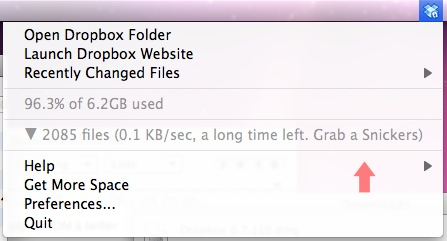 Open Dropbox Folder
Launch Dropbox Website
Recently Changed Files
96.3% of 6.2GB used
▼ 2085 files (0.1 KB/sec, a long time left. Grab a Snickers)
Help
Get More Space
Preferences...
Quit